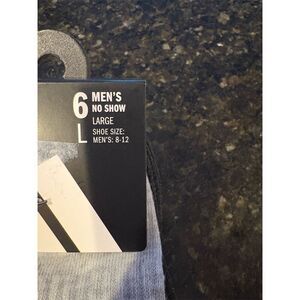 6 MEN'S
NO SHOW
L LARGE
SHOE SIZE:
MEN'S: 8-12